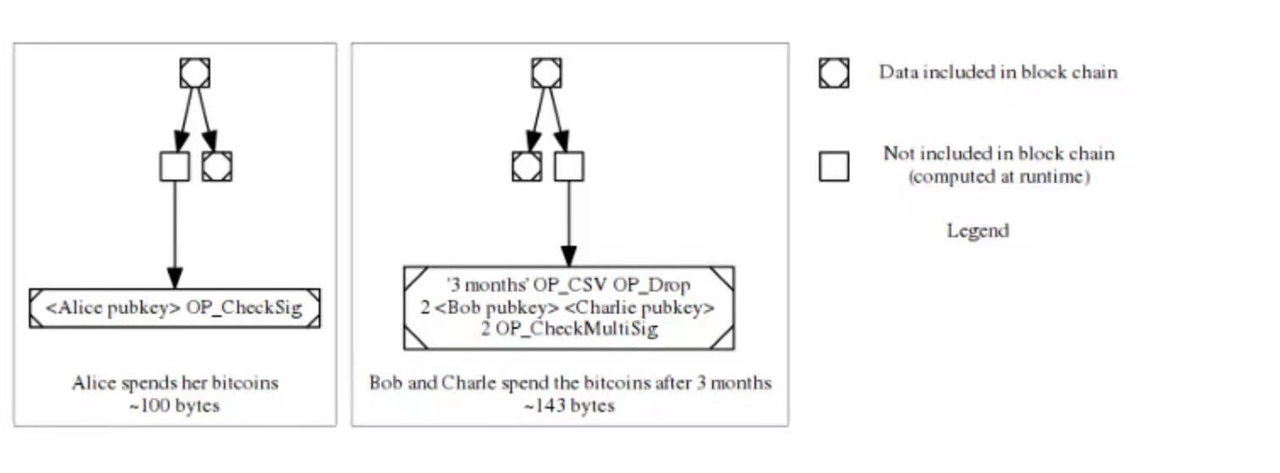 <Alice pubkey> OP_CheckSig
Alice spends her bitcoins
~100 bytes
'3 months' OP_CSV OP_Drop
2 <Bob pubkey> <Charlie pubkey>
2 OP_CheckMultiSig
Bob and Charle spend the bitcoins after 3 months
~143 bytes
Data included in block chain
Not included in block chain
(computed at runtime)
Legend